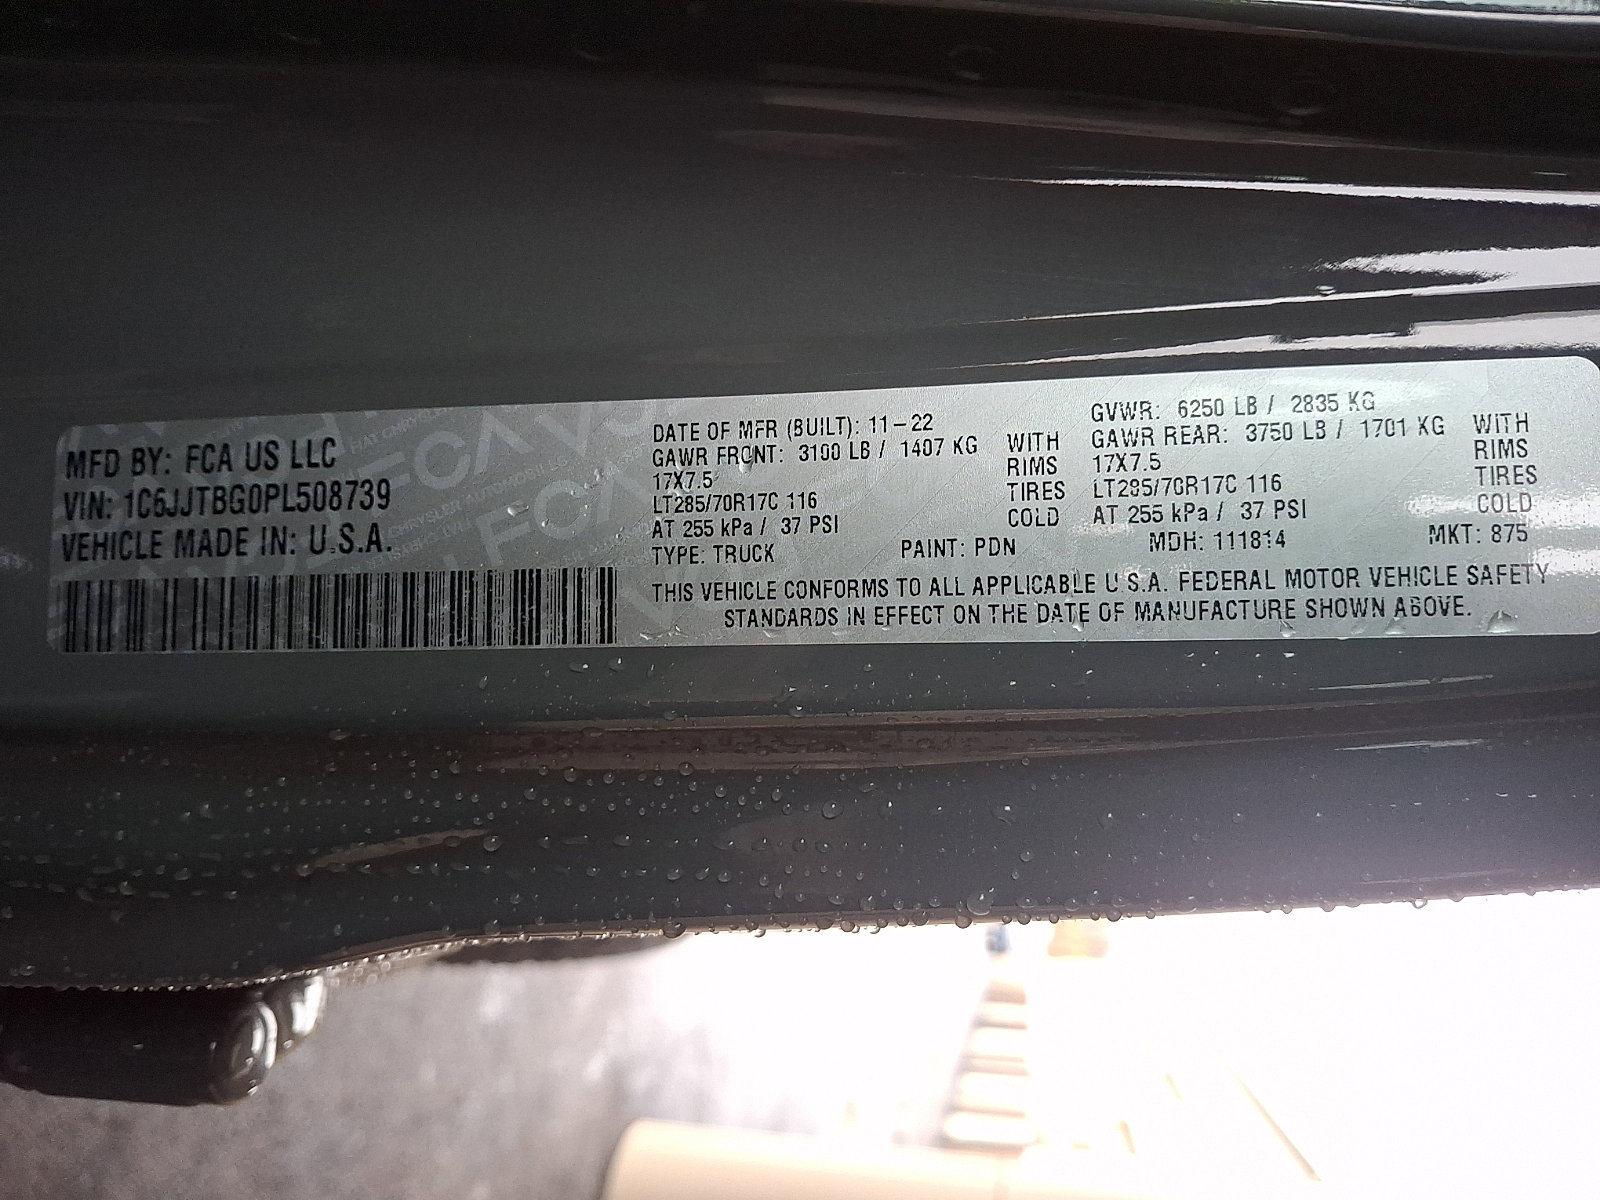 MFD BY: FCA US LLC
VIN: 1C6JJTBG0PL508739
VEHICLE MADE IN: U.S.A.
DATE OF MFR (BUILT): 11-22
GAWR FRONT: 3100 LB / 1407 KG WITH
17X7.5 RIMS
LT285/70R17C 116 TIRES
AT 255 kPa / 37 PSI COLD
TYPE: TRUCK PAINT: PDN
GVWR: 6250 LB / 2835 KG
GAWR REAR: 3750 LB / 1701 KG WITH
17X7.5 RIMS
LT285/70R17C 116 TIRES
AT 255 kPa / 37 PSI COLD
MDH: 111814 MKT: 875
THIS VEHICLE CONFORMS TO ALL APPLICABLE U.S.A. FEDERAL MOTOR VEHICLE SAFETY
STANDARDS IN EFFECT ON THE DATE OF MANUFACTURE SHOWN ABOVE.